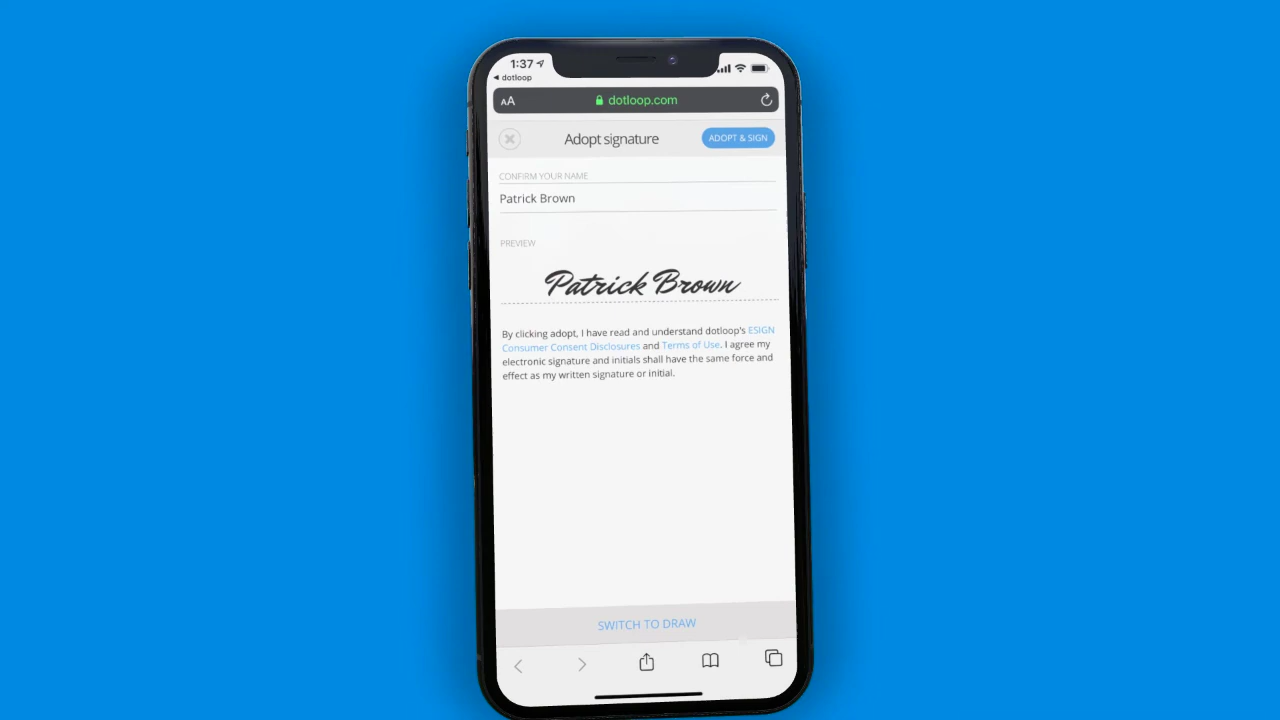 1:37
dotloop
AA
dotloop.com
Adopt signature
ADOPT & SIGN
CONFIRM YOUR NAME
Patrick Brown
PREVIEW
Patrick Brown
By clicking adopt, I have read and understand dotloop's ESIGN
Consumer Consent Disclosures and Terms of Use. I agree my
electronic signature and initials shall have the same force and
effect as my written signature or initial.
SWITCH TO DRAW